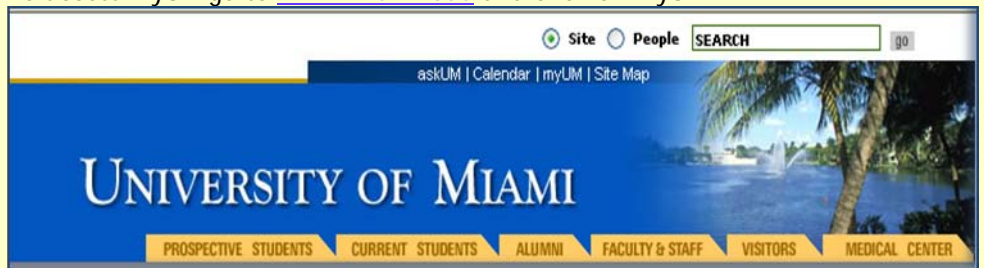 Site People SEARCH go
askUM | Calendar | myUM | Site Map
UNIVERSITY OF MIAMI
PROSPECTIVE STUDENTS CURRENT STUDENTS ALUMNI FACULTY & STAFF VISITORS MEDICAL CENTER